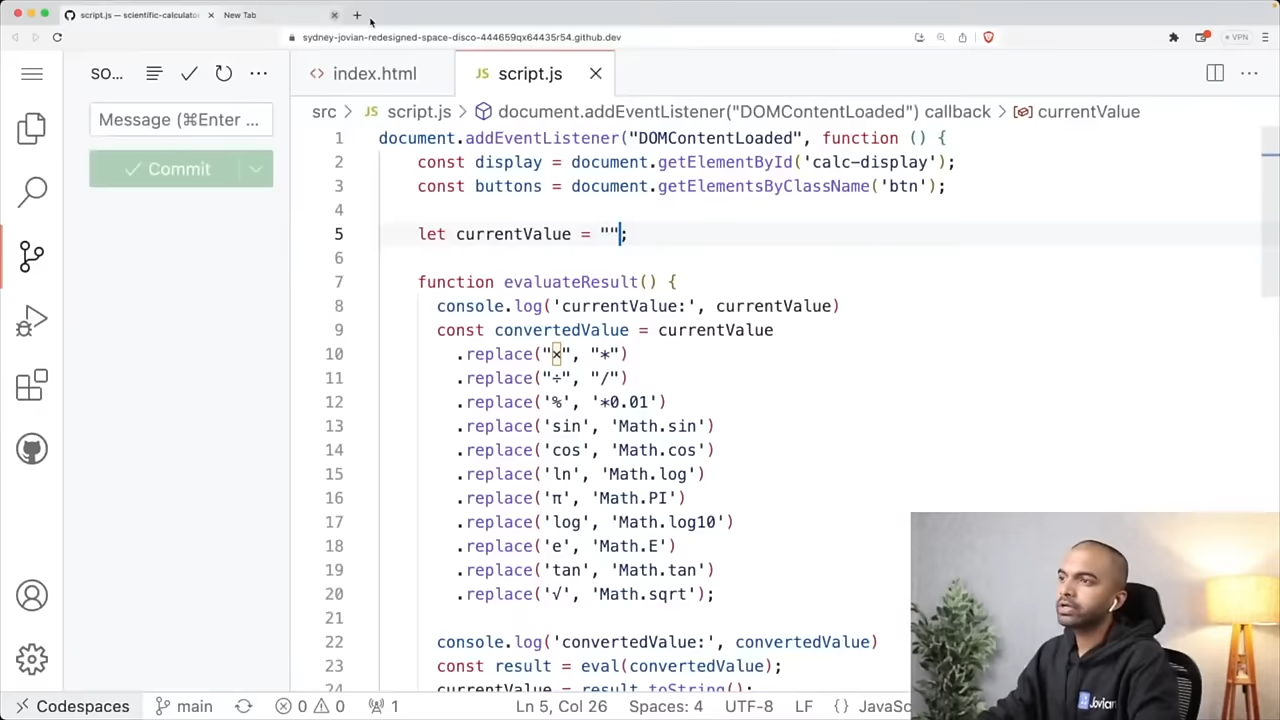 script.js — scientific-calculato
New Tab
sydney-jovian-redesigned-space-disco-444659qx64435r54.github.dev
VPN
SO...
Message (⌘Enter ...
Commit
index.html
JS script.js
src > JS script.js > document.addEventListener("DOMContentLoaded") callback > currentValue
1 document.addEventListener("DOMContentLoaded", function () {
2 const display = document.getElementById('calc-display');
3 const buttons = document.getElementsByClassName('btn');
4
5 let currentValue = "";
6
7 function evaluateResult() {
8 console.log('currentValue:', currentValue)
9 const convertedValue = currentValue
10 .replace("×", "*")
11 .replace("÷", "/")
12 .replace('%', '*0.01')
13 .replace('sin', 'Math.sin')
14 .replace('cos', 'Math.cos')
15 .replace('ln', 'Math.log')
16 .replace('π', 'Math.PI')
17 .replace('log', 'Math.log10')
18 .replace('e', 'Math.E')
19 .replace('tan', 'Math.tan')
20 .replace('√', 'Math.sqrt');
21
22 console.log('convertedValue:', convertedValue)
23 const result = eval(convertedValue);
24 currentValue = result.toString();
Jovian
Codespaces
main
0
0
1
Ln 5, Col 26
Spaces: 4
UTF-8
LF
{} JavaSc